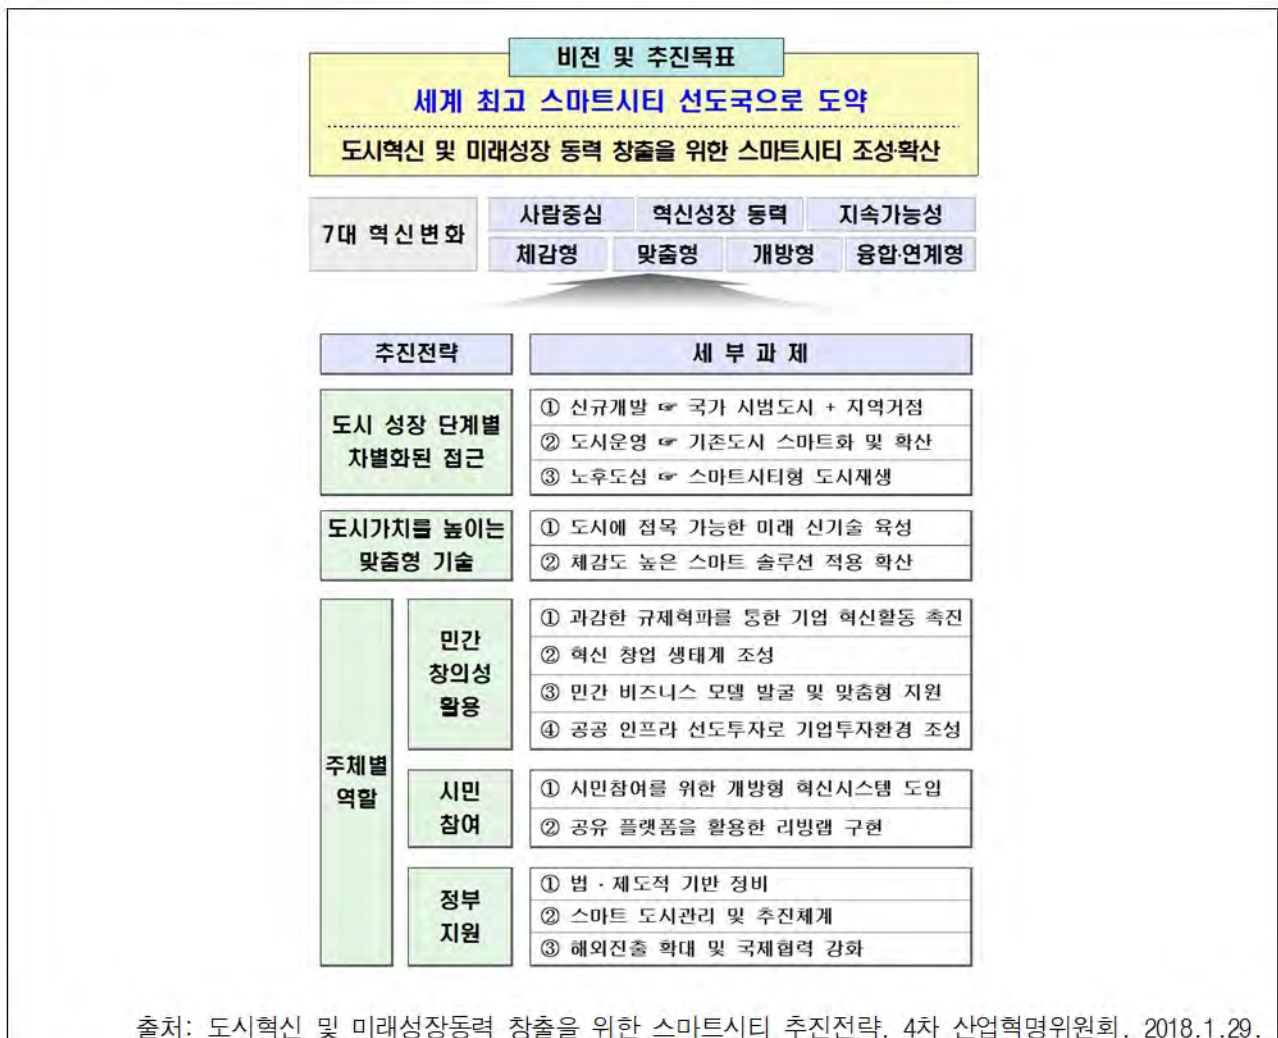 비전 및 추진목표
세계 최고 스마트시티 선도국으로 도약
도시혁신 및 미래성장 동력 창출을 위한 스마트시티 조성·확산
7대 혁신변화
사람중심 혁신성장 동력 지속가능성
체감형 맞춤형 개방형 융합·연계형
추진전략
세 부 과 제
도시 성장 단계별
차별화된 접근
① 신규개발 ☞ 국가 시범도시 + 지역거점
② 도시운영 ☞ 기존도시 스마트화 및 확산
③ 노후도심 ☞ 스마트시티형 도시재생
도시가치를 높이는
맞춤형 기술
① 도시에 접목 가능한 미래 신기술 육성
② 체감도 높은 스마트 솔루션 적용 확산
주체별
역할
민간
창의성
활용
① 과감한 규제혁파를 통한 기업 혁신활동 촉진
② 혁신 창업 생태계 조성
③ 민간 비즈니스 모델 발굴 및 맞춤형 지원
④ 공공 인프라 선도투자로 기업투자환경 조성
시민
참여
① 시민참여를 위한 개방형 혁신시스템 도입
② 공유 플랫폼을 활용한 리빙랩 구현
정부
지원
① 법·제도적 기반 정비
② 스마트 도시관리 및 추진체계
③ 해외진출 확대 및 국제협력 강화
출처: 도시혁신 및 미래성장동력 창출을 위한 스마트시티 추진전략, 4차 산업혁명위원회, 2018.1.29.